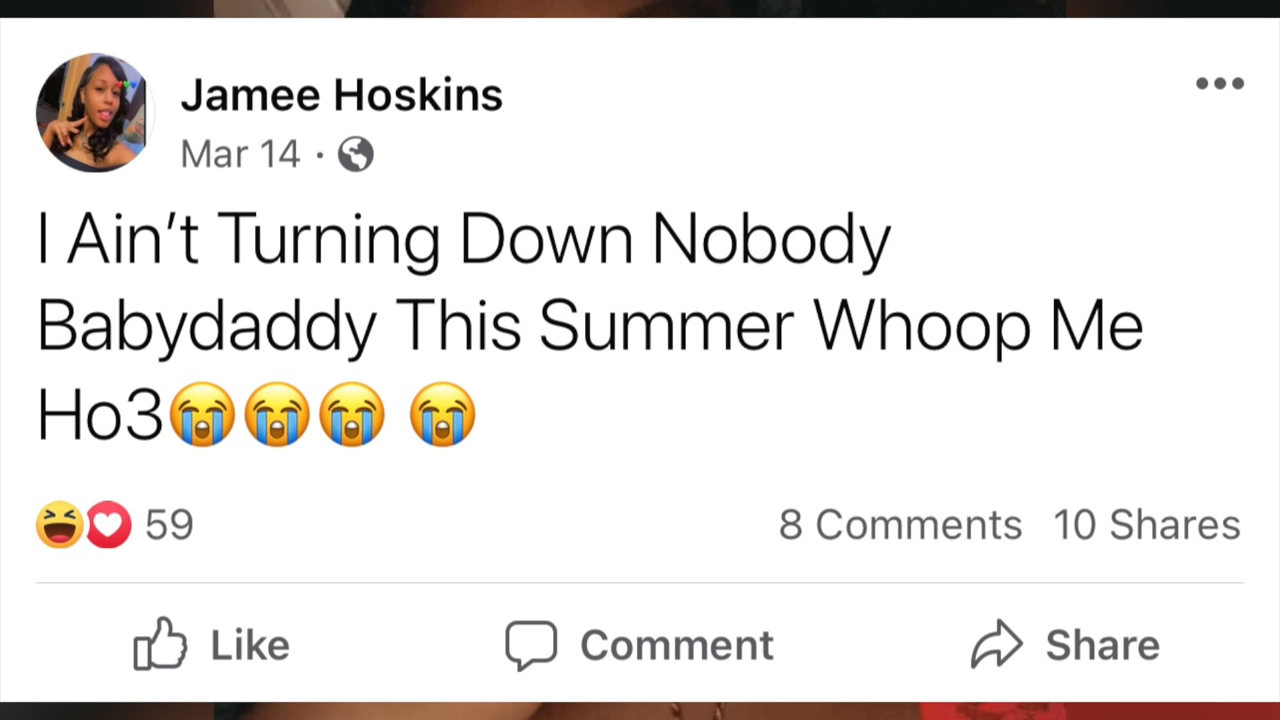 Jamee Hoskins
Mar 14 ·
I Ain't Turning Down Nobody
Babydaddy This Summer Whoop Me
Ho3😭😭😭 😭
59
8 Comments 10 Shares
Like Comment Share